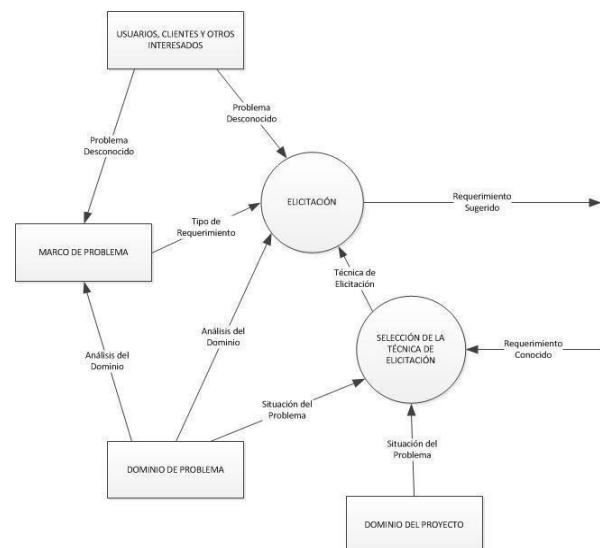 USUARIOS, CLIENTES Y OTROS
INTERESADOS
Problema
Desconocido
Problema
Desconocido
ELICITACIÓN
Requerimiento
Sugerido
Tipo de
Requerimiento
MARCO DE PROBLEMA
Técnica de
Elicitación
Análisis del
Dominio
SELECCIÓN DE LA
TÉCNICA DE
ELICITACIÓN
Requerimiento
Conocido
Análisis del
Dominio
Situación del
Problema
Situación del
Problema
DOMINIO DE PROBLEMA
DOMINIO DEL PROYECTO